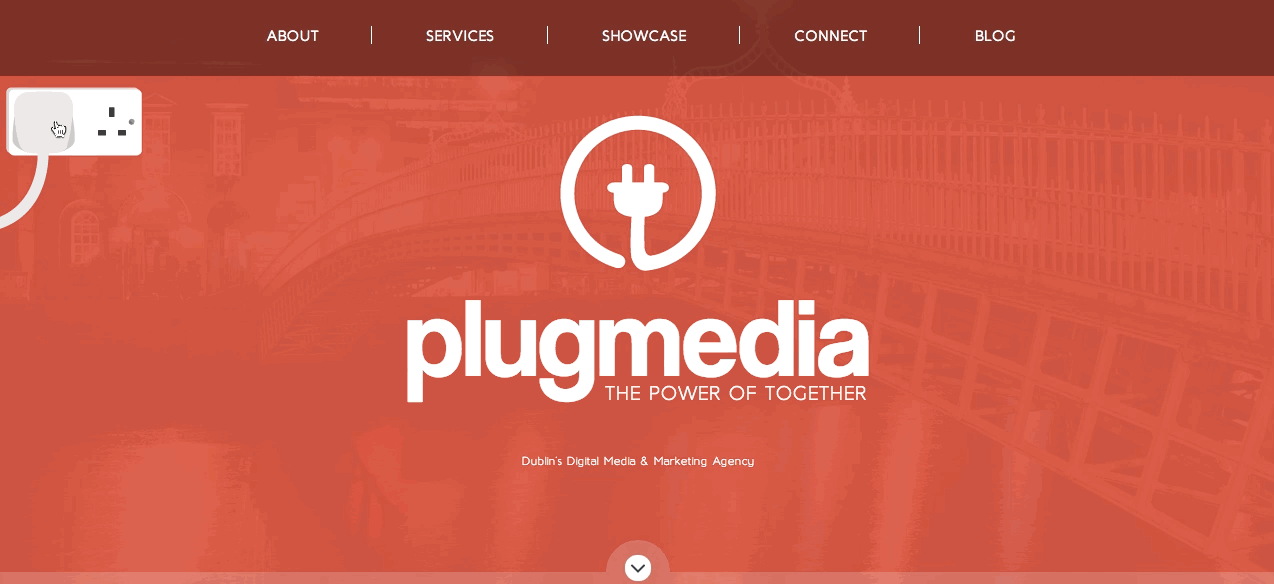 ABOUT
SERVICES
SHOWCASE
CONNECT
BLOG
plugmedia
THE POWER OF TOGETHER
Dublin's Digital Media & Marketing Agency